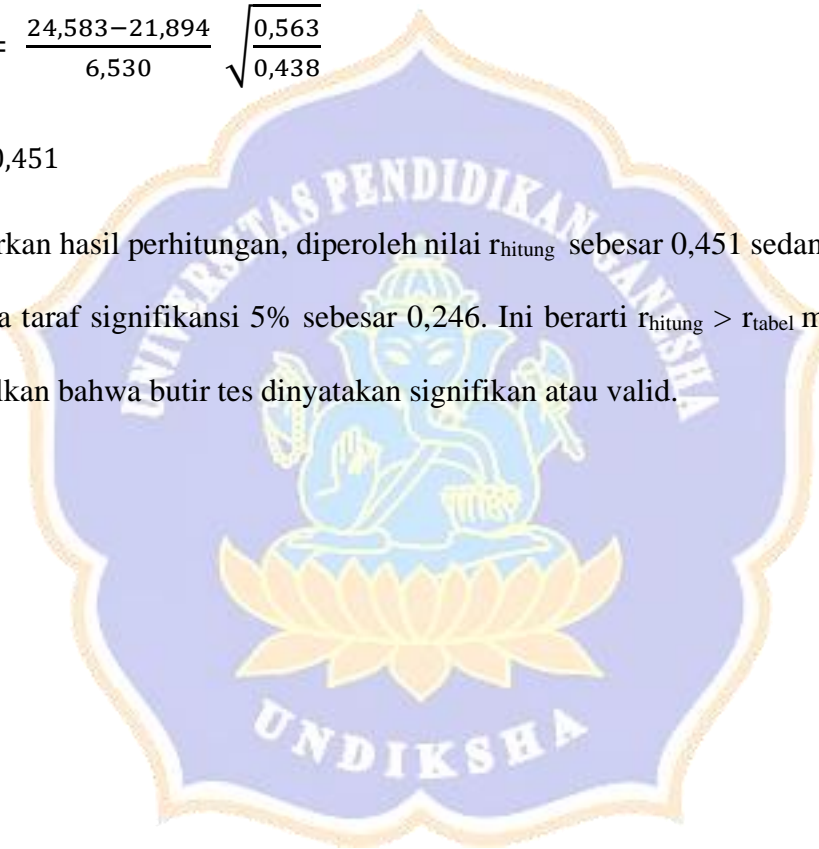 = 24,583−21,894 / 6,530 √ 0,563 / 0,438
0,451
UNIVERSITAS PENDIDIKAN GANESHA
rkan hasil perhitungan, diperoleh nilai rhitung sebesar 0,451 sedan
a taraf signifikansi 5% sebesar 0,246. Ini berarti rhitung > rtabel m
lkan bahwa butir tes dinyatakan signifikan atau valid.
UNDIKSHA